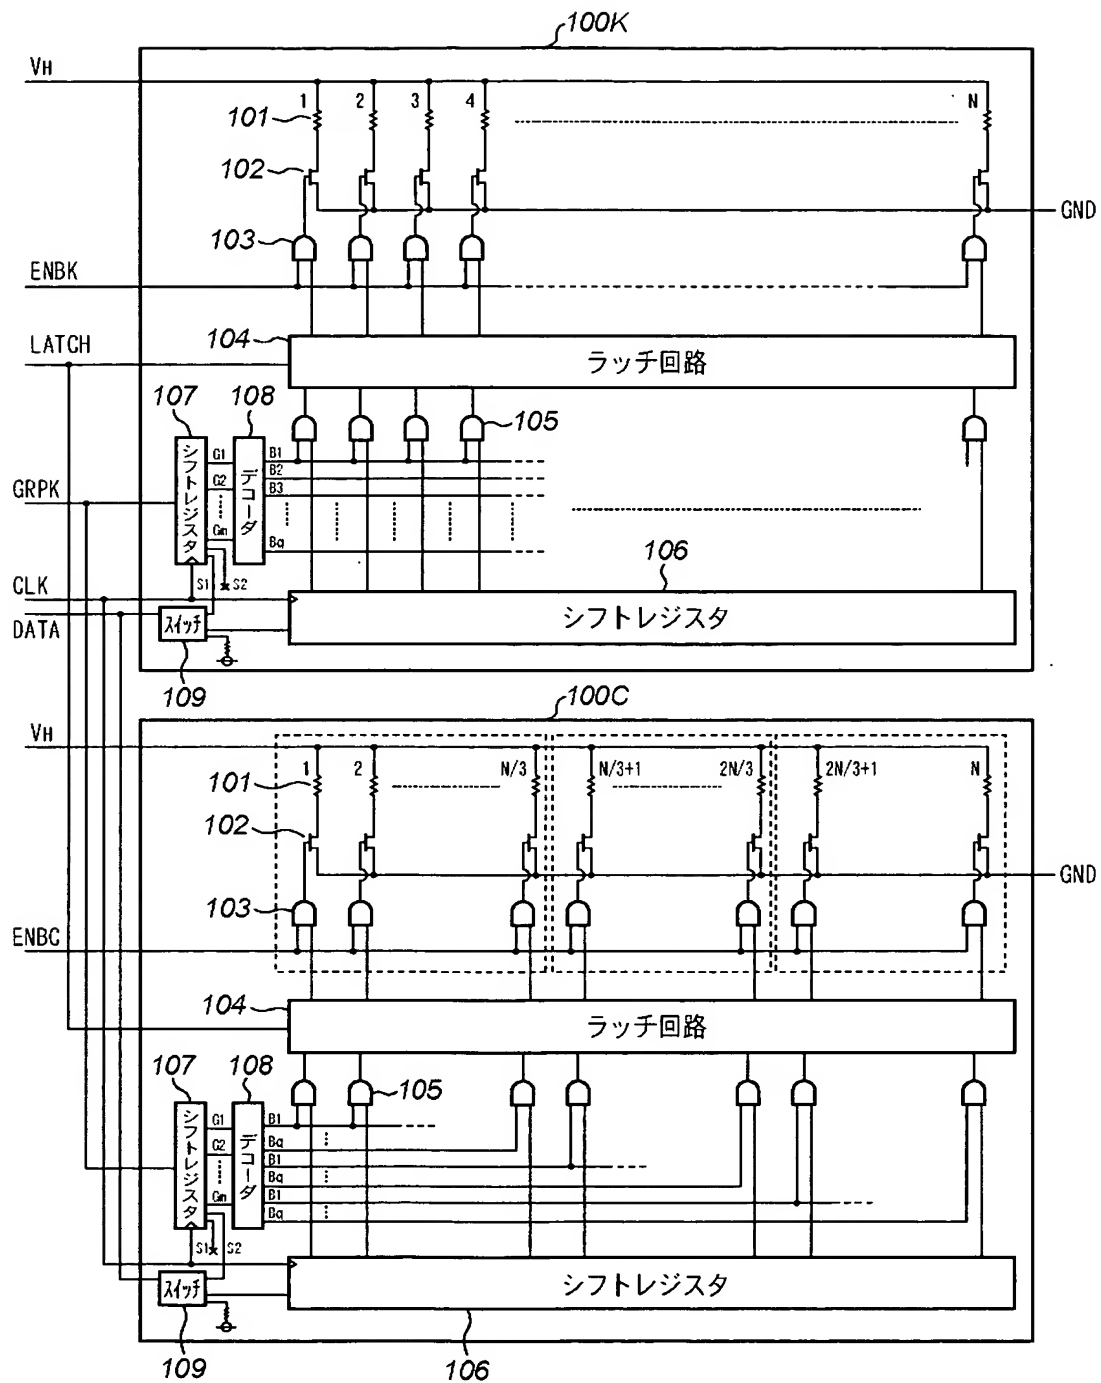 100K
VH
1 2 3 4 N
101
102
GND
103
ENBK
104
LATCH
ラッチ回路
107 108
105
シフトレジスタ
デコーダ
G1
G2
Gm
B1
B2
B3
Bq
GRPK
106
CLK
S1 S2
シフトレジスタ
DATA
スイッチ
109
100C
VH
1 2 N/3 N/3+1 2N/3 2N/3+1 N
101
102
GND
103
ENBC
104
ラッチ回路
107 108
105
シフトレジスタ
デコーダ
G1
G2
Gm
B1
Bq
B1
Bq
B1
Bq
S1 S2
シフトレジスタ
スイッチ
109
106